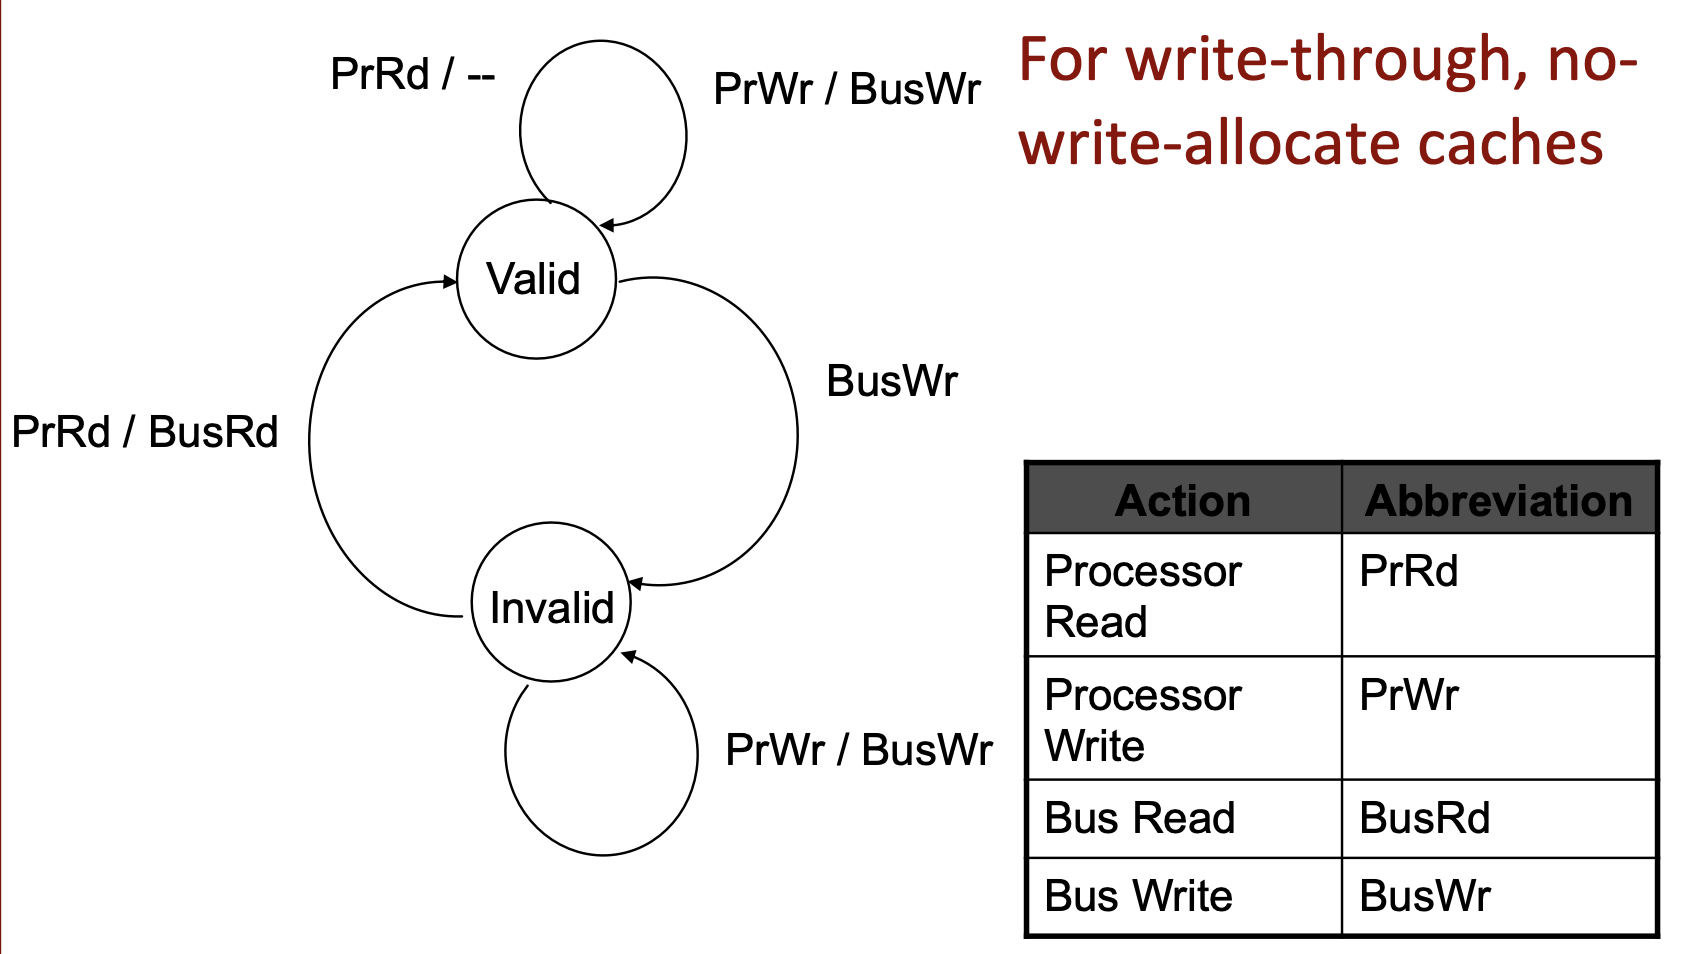 For write-through, no-
write-allocate caches
PrRd / --
PrWr / BusWr
Valid
BusWr
PrRd / BusRd
Invalid
PrWr / BusWr
Action Abbreviation
Processor PrRd
Read
Processor PrWr
Write
Bus Read BusRd
Bus Write BusWr